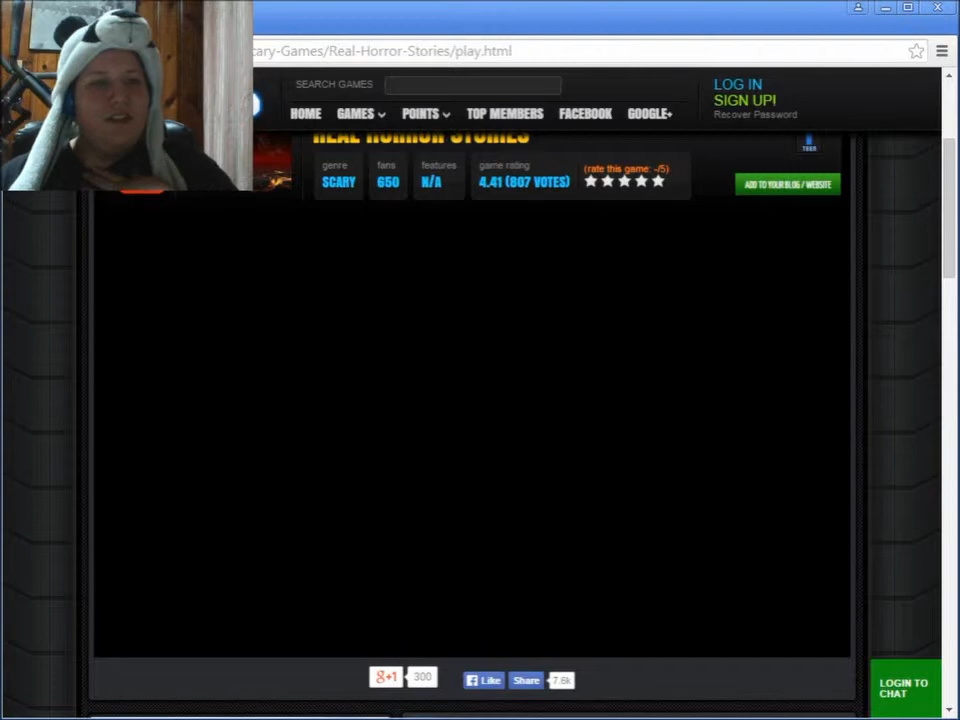 cary-Games/Real-Horror-Stories/play.html
SEARCH GAMES
LOG IN
SIGN UP!
Recover Password
HOME GAMES POINTS TOP MEMBERS FACEBOOK GOOGLE+
REAL HORROR STORIES
genre fans features game rating (rate this game: -/5)
SCARY 650 N/A 4.41 (807 VOTES)
ADD TO YOUR BLOG / WEBSITE
g+1 300 Like Share 7.6k
LOGIN TO
CHAT